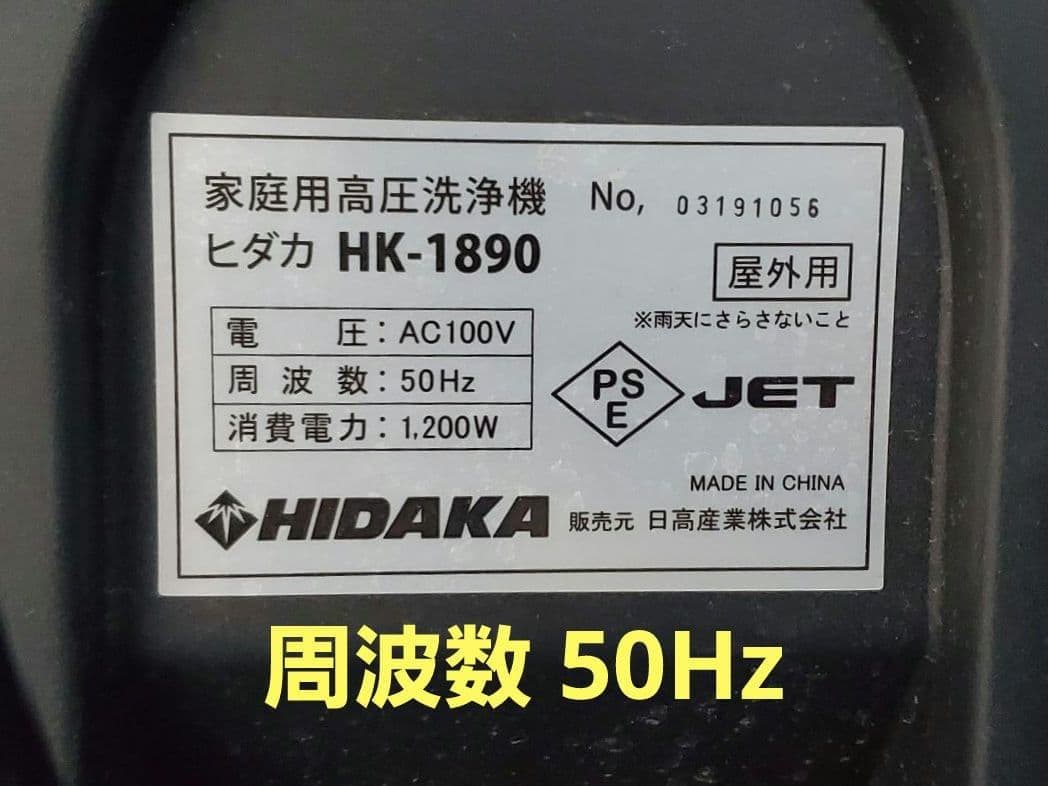 家庭用高圧洗浄機 No, 03191056
ヒダカ HK-1890
屋外用
※雨天にさらさないこと
電圧：AC100V
周波数：50Hz
消費電力：1,200W
PSE JET
MADE IN CHINA
HIDAKA 販売元 日高産業株式会社
周波数 50Hz